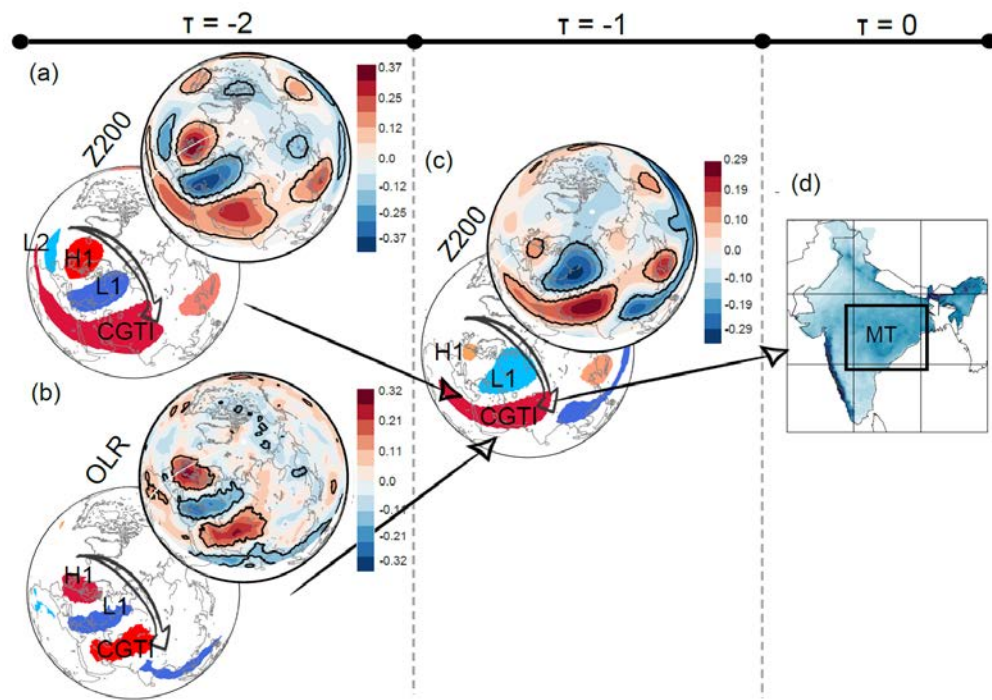 τ = -2
τ = -1
τ = 0
(a)
Z200
0.37
0.25
0.12
0.0
-0.12
-0.25
-0.37
L2
H1
L1
CGTI
(b)
OLR
0.32
0.21
0.11
0.0
-0.11
-0.21
-0.32
H1
L1
CGTI
(c)
Z200
0.29
0.19
0.10
0.0
-0.10
-0.19
-0.29
H1
L1
CGTI
(d)
MT